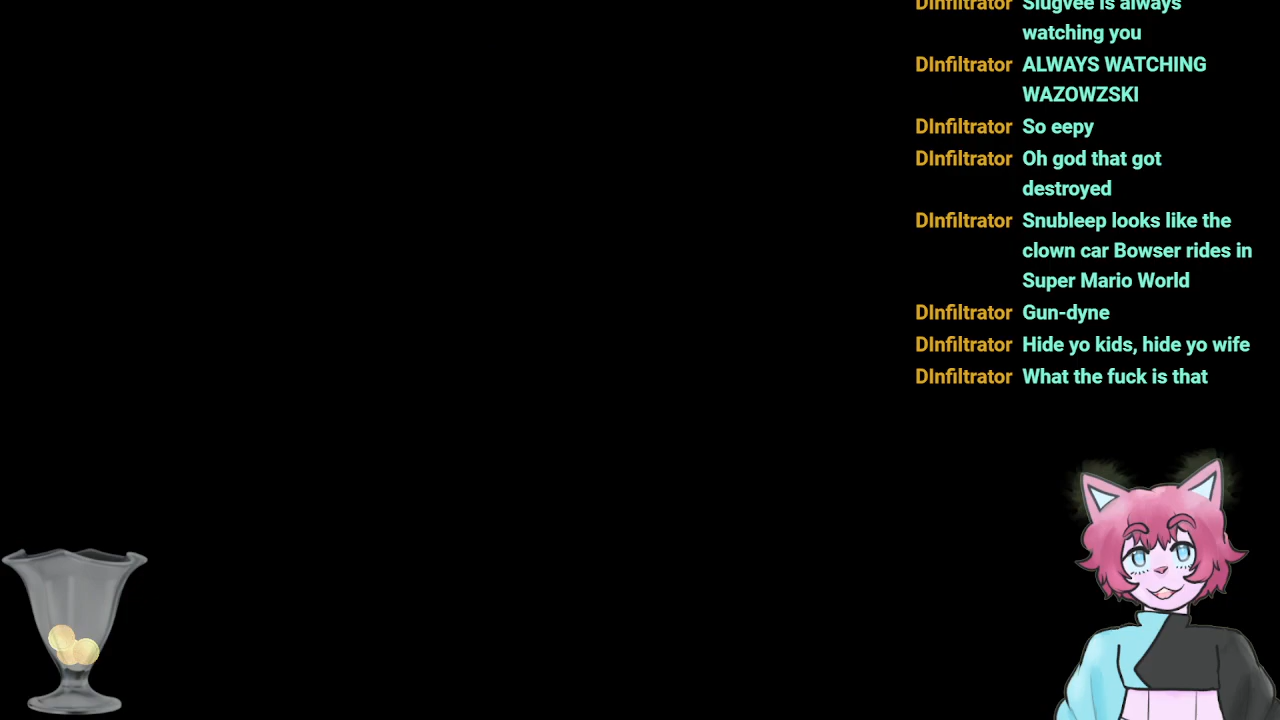 DInfiltrator Slugvee is always
watching you
DInfiltrator ALWAYS WATCHING
WAZOWZSKI
DInfiltrator So eepy
DInfiltrator Oh god that got
destroyed
DInfiltrator Snubleep looks like the
clown car Bowser rides in
Super Mario World
DInfiltrator Gun-dyne
DInfiltrator Hide yo kids, hide yo wife
DInfiltrator What the fuck is that